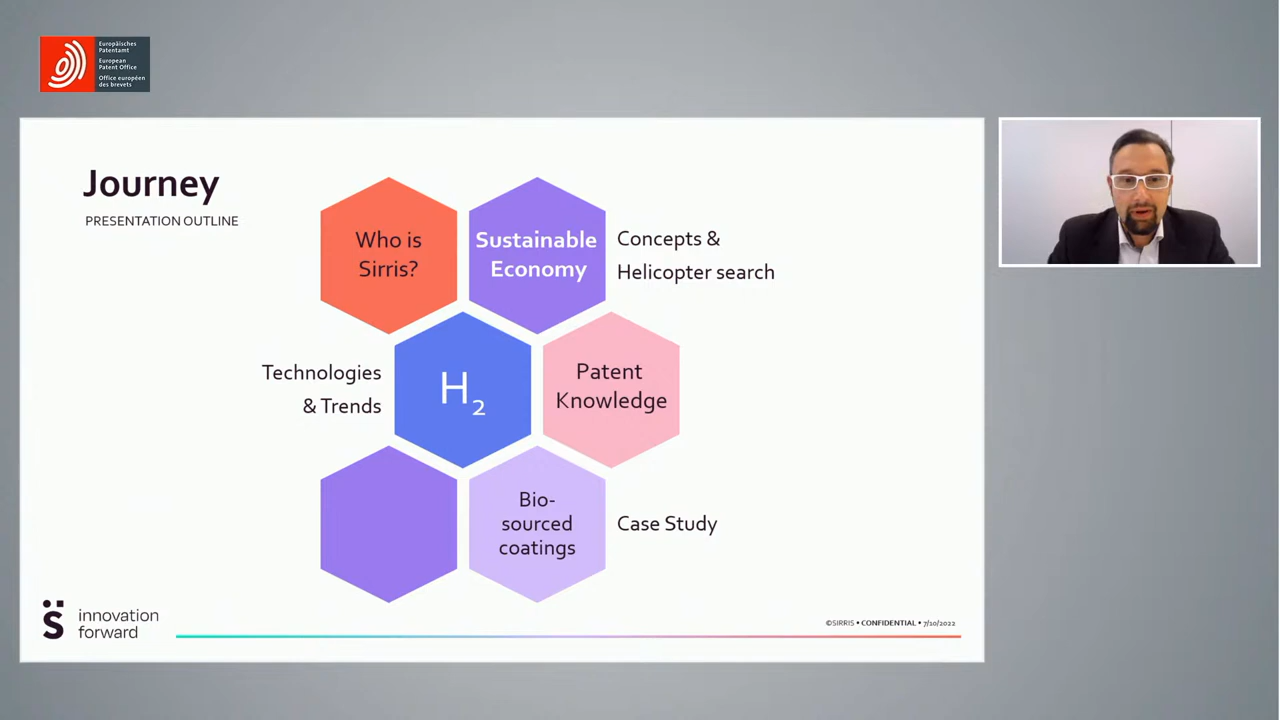 Europäisches
Patentamt
European
Patent Office
Office européen
des brevets
Journey
PRESENTATION OUTLINE
Who is
Sirris?
Sustainable
Economy
Concepts &
Helicopter search
Technologies
& Trends
H2
Patent
Knowledge
Bio-
sourced
coatings
Case Study
S̈ innovation
forward
©SIRRIS • CONFIDENTIAL • 7/10/2022